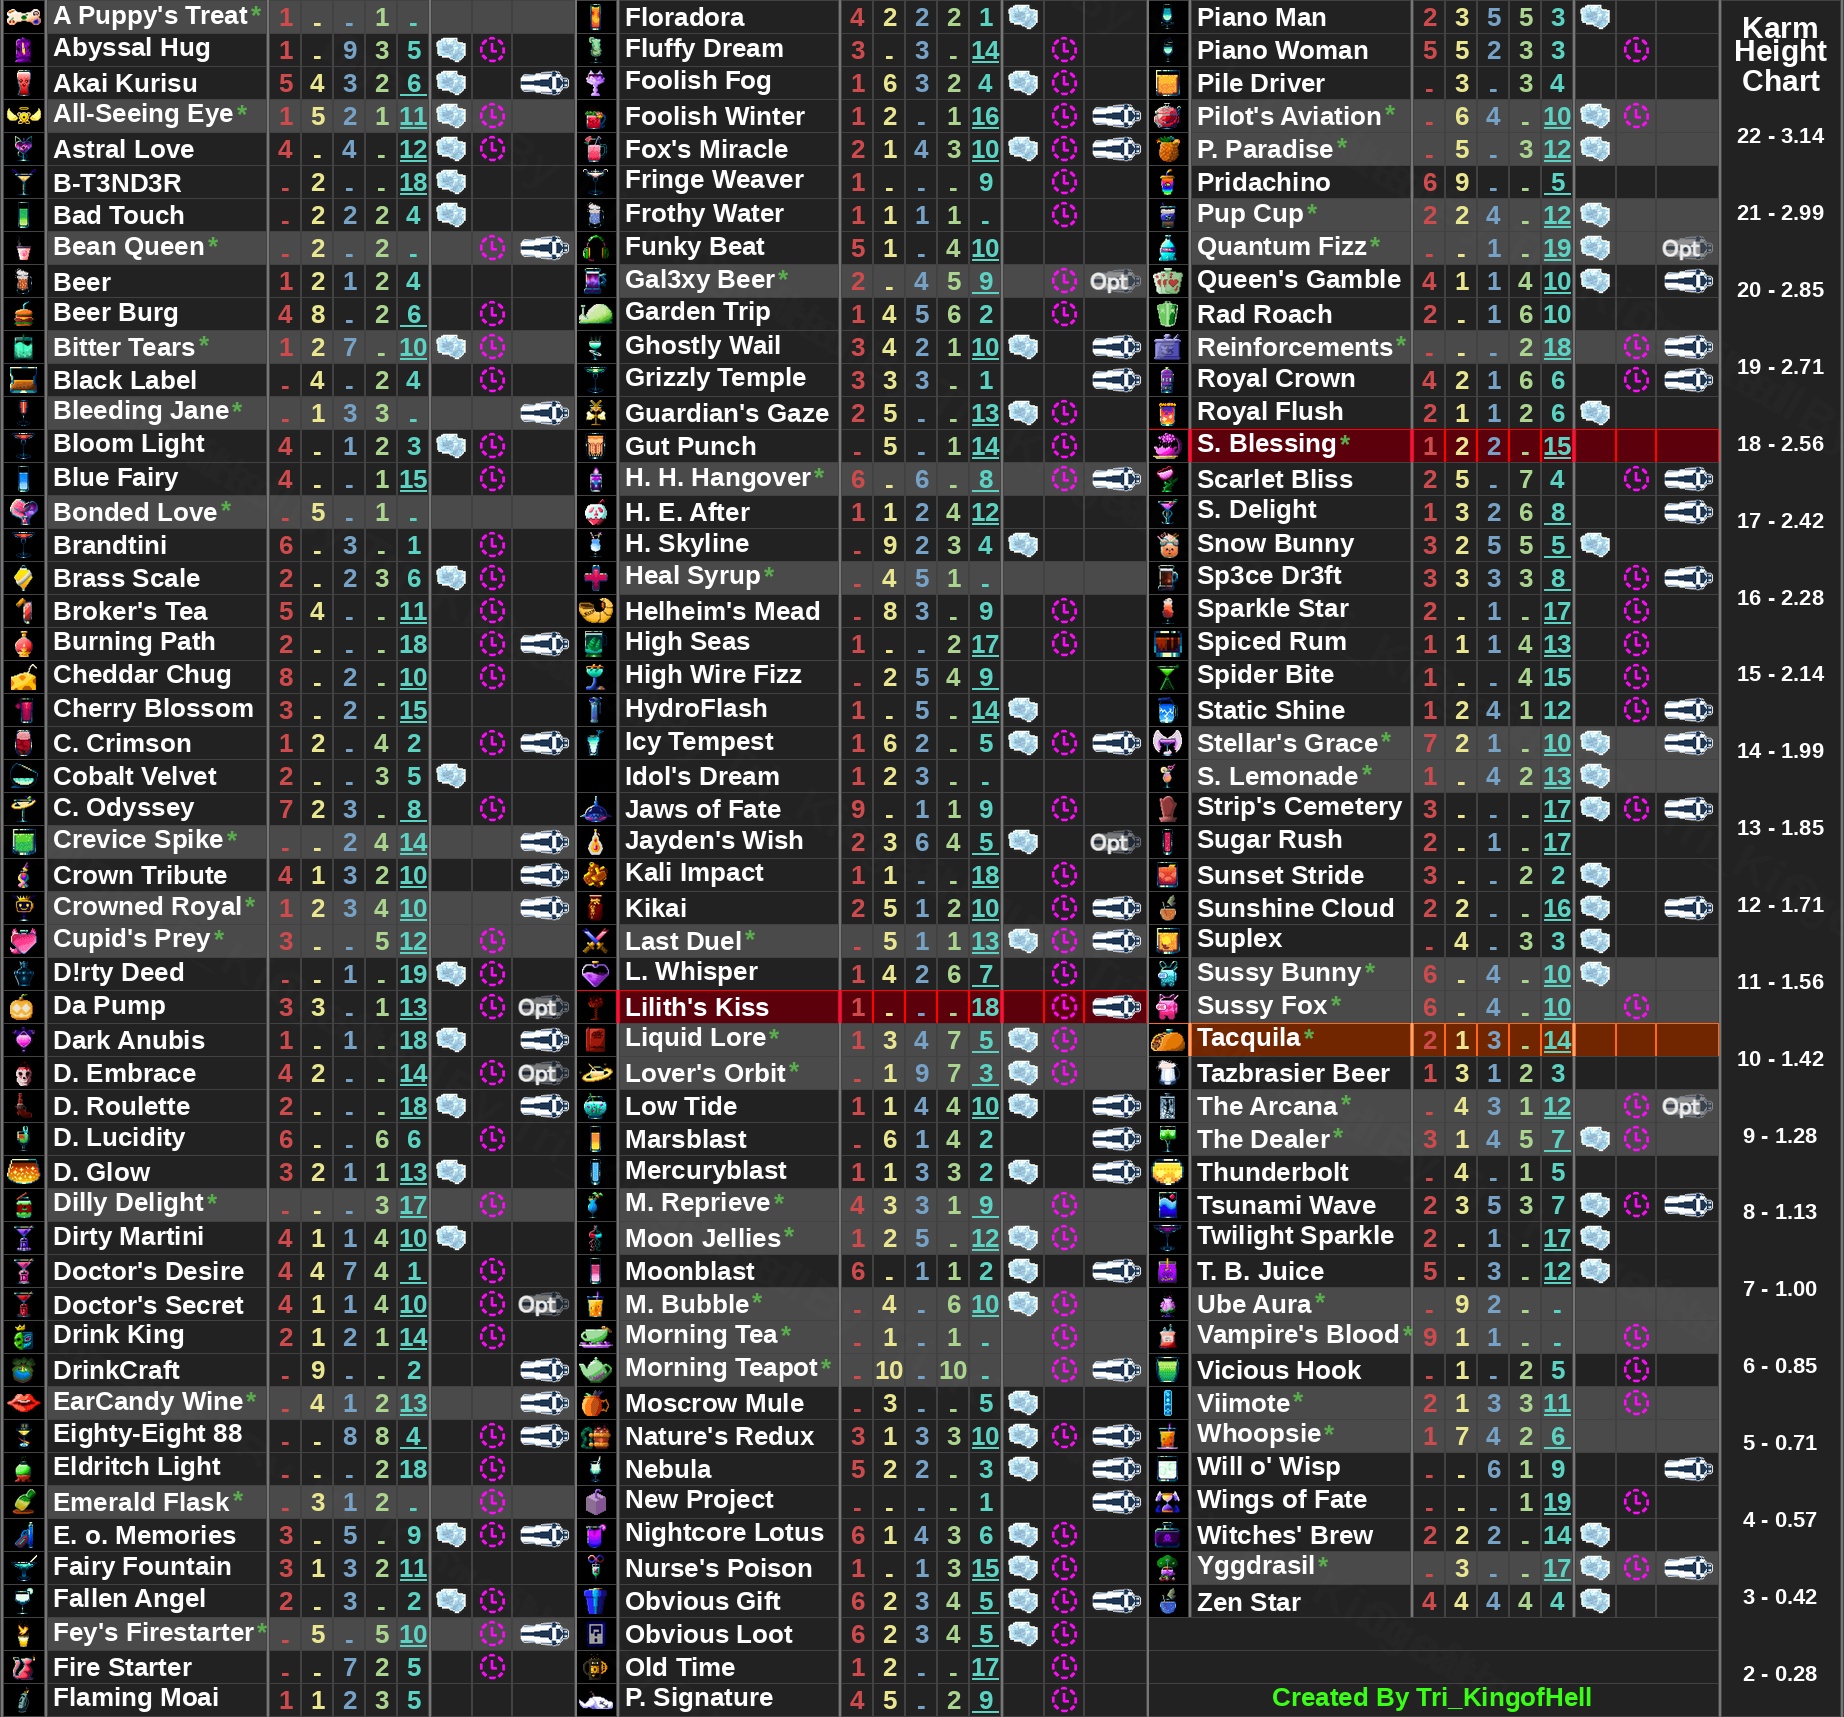 A Puppy's Treat* 1 - - 1 -
Abyssal Hug 1 - 9 3 5
Akai Kurisu 5 4 3 2 6
All-Seeing Eye* 1 5 2 1 11
Astral Love 4 - 4 - 12
B-T3ND3R - 2 - - 18
Bad Touch - 2 2 2 4
Bean Queen* - 2 - 2 -
Beer 1 2 1 2 4
Beer Burg 4 8 - 2 6
Bitter Tears* 1 2 7 - 10
Black Label - 4 - 2 4
Bleeding Jane* - 1 3 3 -
Bloom Light 4 - 1 2 3
Blue Fairy 4 - - 1 15
Bonded Love* - 5 - 1 -
Brandtini 6 - 3 - 1
Brass Scale 2 - 2 3 6
Broker's Tea 5 4 - - 11
Burning Path 2 - - - 18
Cheddar Chug 8 - 2 - 10
Cherry Blossom 3 - 2 - 15
C. Crimson 1 2 - 4 2
Cobalt Velvet 2 - - 3 5
C. Odyssey 7 2 3 - 8
Crevice Spike* - - 2 4 14
Crown Tribute 4 1 3 2 10
Crowned Royal* 1 2 3 4 10
Cupid's Prey* 3 - - 5 12
D!rty Deed - - 1 - 19
Da Pump 3 3 - 1 13 Opt
Dark Anubis 1 - 1 - 18
D. Embrace 4 2 - - 14 Opt
D. Roulette 2 - - - 18
D. Lucidity 6 - - 6 6
D. Glow 3 2 1 1 13
Dilly Delight* - - - 3 17
Dirty Martini 4 1 1 4 10
Doctor's Desire 4 4 7 4 1
Doctor's Secret 4 1 1 4 10 Opt
Drink King 2 1 2 1 14
DrinkCraft - 9 - - 2
EarCandy Wine* - 4 1 2 13
Eighty-Eight 88 - - 8 8 4
Eldritch Light - - - 2 18
Emerald Flask* - 3 1 2 -
E. o. Memories 3 - 5 - 9
Fairy Fountain 3 1 3 2 11
Fallen Angel 2 - 3 - 2
Fey's Firestarter* - 5 - 5 10
Fire Starter - - 7 2 5
Flaming Moai 1 1 2 3 5
Floradora 4 2 2 2 1
Fluffy Dream 3 - 3 - 14
Foolish Fog 1 6 3 2 4
Foolish Winter 1 2 - 1 16
Fox's Miracle 2 1 4 3 10
Fringe Weaver 1 - - - 9
Frothy Water 1 1 1 1 -
Funky Beat 5 1 - 4 10
Gal3xy Beer* 2 - 4 5 9 Opt
Garden Trip 1 4 5 6 2
Ghostly Wail 3 4 2 1 10
Grizzly Temple 3 3 3 - 1
Guardian's Gaze 2 5 - - 13
Gut Punch - 5 - 1 14
H. H. Hangover* 6 - 6 - 8
H. E. After 1 1 2 4 12
H. Skyline - 9 2 3 4
Heal Syrup* - 4 5 1 -
Helheim's Mead - 8 3 - 9
High Seas 1 - - 2 17
High Wire Fizz - 2 5 4 9
HydroFlash 1 - 5 - 14
Icy Tempest 1 6 2 - 5
Idol's Dream 1 2 3 - -
Jaws of Fate 9 - 1 1 9
Jayden's Wish 2 3 6 4 5 Opt
Kali Impact 1 1 - - 18
Kikai 2 5 1 2 10
Last Duel* - 5 1 1 13
L. Whisper 1 4 2 6 7
Lilith's Kiss 1 - - - 18
Liquid Lore* 1 3 4 7 5
Lover's Orbit* - 1 9 7 3
Low Tide 1 1 4 4 10
Marsblast - 6 1 4 2
Mercuryblast 1 1 3 3 2
M. Reprieve* 4 3 3 1 9
Moon Jellies* 1 2 5 - 12
Moonblast 6 - 1 1 2
M. Bubble* - 4 - 6 10
Morning Tea* - 1 - 1 -
Morning Teapot* - 10 - 10 -
Moscrow Mule - 3 - - 5
Nature's Redux 3 1 3 3 10
Nebula 5 2 2 - 3
New Project - - - - 1
Nightcore Lotus 6 1 4 3 6
Nurse's Poison 1 - 1 3 15
Obvious Gift 6 2 3 4 5
Obvious Loot 6 2 3 4 5
Old Time 1 2 - - 17
P. Signature 4 5 - 2 9
Piano Man 2 3 5 5 3
Piano Woman 5 5 2 3 3
Pile Driver - 3 - 3 4
Pilot's Aviation* - 6 4 - 10
P. Paradise* - 5 - 3 12
Pridachino 6 9 - - 5
Pup Cup* 2 2 4 - 12
Quantum Fizz* - - 1 - 19 Opt
Queen's Gamble 4 1 1 4 10
Rad Roach 2 - 1 6 10
Reinforcements* - - - 2 18
Royal Crown 4 2 1 6 6
Royal Flush 2 1 1 2 6
S. Blessing* 1 2 2 - 15
Scarlet Bliss 2 5 - 7 4
S. Delight 1 3 2 6 8
Snow Bunny 3 2 5 5 5
Sp3ce Dr3ft 3 3 3 3 8
Sparkle Star 2 - 1 - 17
Spiced Rum 1 1 1 4 13
Spider Bite 1 - - 4 15
Static Shine 1 2 4 1 12
Stellar's Grace* 7 2 1 - 10
S. Lemonade* 1 - 4 2 13
Strip's Cemetery 3 - - - 17
Sugar Rush 2 - 1 - 17
Sunset Stride 3 - - 2 2
Sunshine Cloud 2 2 - - 16
Suplex - 4 - 3 3
Sussy Bunny* 6 - 4 - 10
Sussy Fox* 6 - 4 - 10
Tacquila* 2 1 3 - 14
Tazbrasier Beer 1 3 1 2 3
The Arcana* - 4 3 1 12 Opt
The Dealer* 3 1 4 5 7
Thunderbolt - 4 - 1 5
Tsunami Wave 2 3 5 3 7
Twilight Sparkle 2 - 1 - 17
T. B. Juice 5 - 3 - 12
Ube Aura* - 9 2 - -
Vampire's Blood* 9 1 1 - -
Vicious Hook - 1 - 2 5
Viimote* 2 1 3 3 11
Whoopsie* 1 7 4 2 6
Will o' Wisp - - 6 1 9
Wings of Fate - - - 1 19
Witches' Brew 2 2 2 - 14
Yggdrasil* - 3 - - 17
Zen Star 4 4 4 4 4
Created By Tri_KingofHell
Karm
Height
Chart
22 - 3.14
21 - 2.99
20 - 2.85
19 - 2.71
18 - 2.56
17 - 2.42
16 - 2.28
15 - 2.14
14 - 1.99
13 - 1.85
12 - 1.71
11 - 1.56
10 - 1.42
9 - 1.28
8 - 1.13
7 - 1.00
6 - 0.85
5 - 0.71
4 - 0.57
3 - 0.42
2 - 0.28